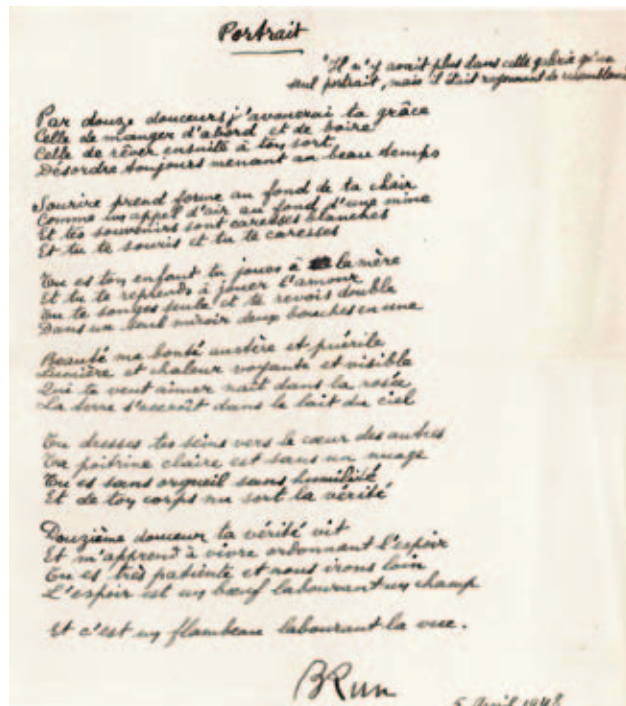 Portrait
"Il n'y avait plus dans cette galerie qu'un
seul portrait, mais il était rayonnant de
Par douze douceurs j'avouerai ta grâce
Celle de manger d'abord et de boire
Celle de rêver ensuite à ton sort
Désordre toujours menant au beau temps
Sourire prend forme au fond de ta chair
Comme un appel d'air au fond d'une mine
Et tes souvenirs sont caresses blanches
Et tu te souris et tu te caresses
Tu es ton enfant tu joues à la mère
Et tu te reprends à jouer l'amour
Tu te songes seule et te revois double
Dans un seul miroir deux bouches en une
Beauté ma bonté austère et puérile
Lumière et chaleur voyante et visible
Qui te veut aimer naît dans la rosée
La terre s'accroît dans le lait du ciel
Tu dresses tes seins vers le cœur des autres
Ta poitrine claire est sans un nuage
Tu es sans orgueil sans humilité
Et de ton corps nu sort la vérité
Douzième douceur ta vérité vit
Et m'apprend à vivre ordonnant l'espoir
Tu es très patiente et nous irons loin
L'espoir est un bœuf labourant un champ
Et c'est un flambeau labourant la vue.
BRun
5 Avril 1948